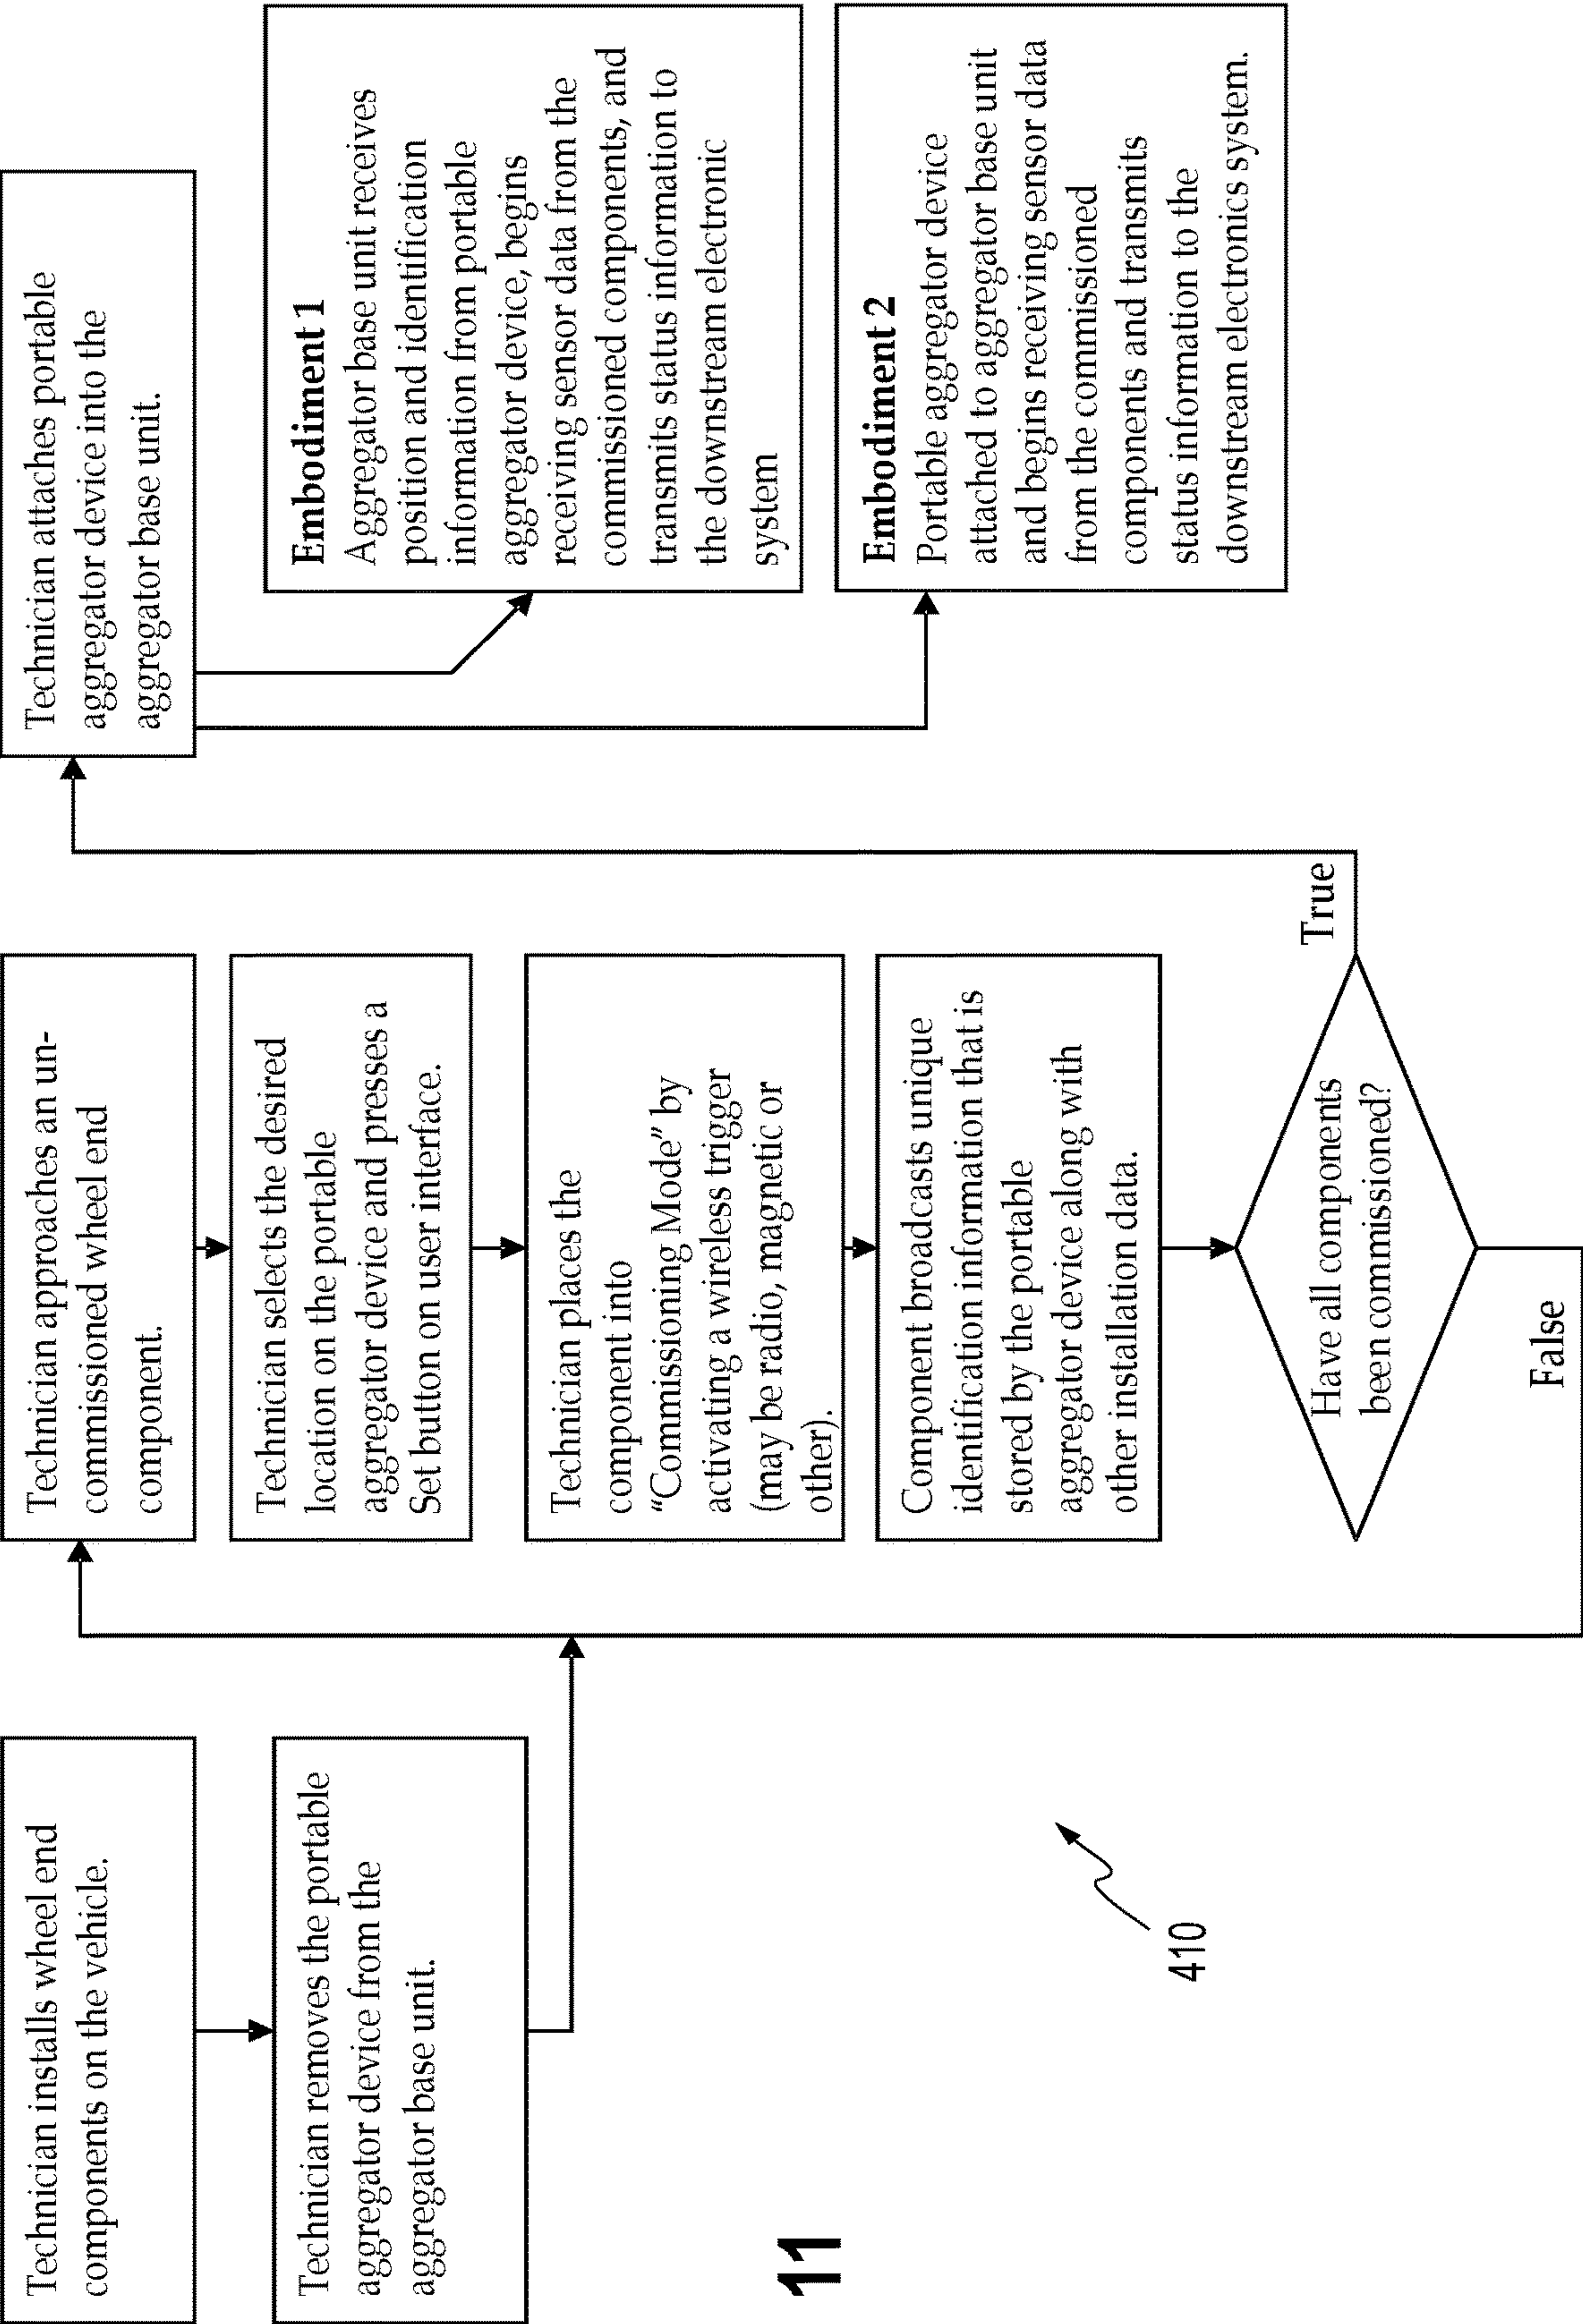 Technician installs wheel end
components on the vehicle.
Technician removes the portable
aggregator device from the
aggregator base unit.
Technician approaches an un-
commissioned wheel end
component.
Technician selects the desired
location on the portable
aggregator device and presses a
Set button on user interface.
Technician places the
component into
“Commissioning Mode” by
activating a wireless trigger
(may be radio, magnetic or
other).
Component broadcasts unique
identification information that is
stored by the portable
aggregator device along with
other installation data.
Have all components
been commissioned?
True
False
Technician attaches portable
aggregator device into the
aggregator base unit.
Embodiment 1
Aggregator base unit receives
position and identification
information from portable
aggregator device, begins
receiving sensor data from the
commissioned components, and
transmits status information to
the downstream electronic
system
Embodiment 2
Portable aggregator device
attached to aggregator base unit
and begins receiving sensor data
from the commissioned
components and transmits
status information to the
downstream electronics system.
410
11